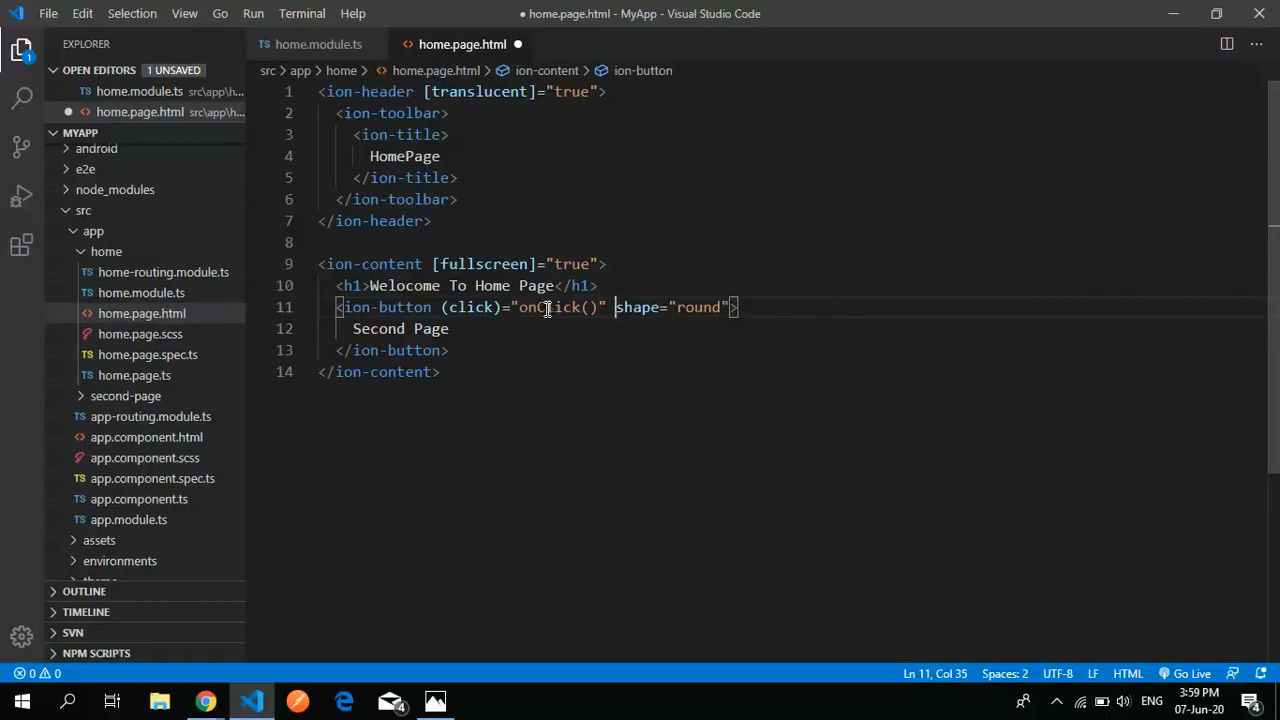 File Edit Selection View Go Run Terminal Help
● home.page.html - MyApp - Visual Studio Code
1
EXPLORER
OPEN EDITORS 1 UNSAVED
TS home.module.ts src\app\h...
● <> home.page.html src\app\h...
MYAPP
android
e2e
node_modules
src
app
home
TS home-routing.module.ts
TS home.module.ts
<> home.page.html
home.page.scss
TS home.page.spec.ts
TS home.page.ts
second-page
TS app-routing.module.ts
<> app.component.html
app.component.scss
TS app.component.spec.ts
TS app.component.ts
TS app.module.ts
assets
environments
OUTLINE
TIMELINE
SVN
NPM SCRIPTS
TS home.module.ts
<> home.page.html ●
src > app > home > <> home.page.html > ion-content > ion-button
1 <ion-header [translucent]="true">
2 <ion-toolbar>
3 <ion-title>
4 HomePage
5 </ion-title>
6 </ion-toolbar>
7 </ion-header>
8
9 <ion-content [fullscreen]="true">
10 <h1>Welocome To Home Page</h1>
11 <ion-button (click)="onClick()" shape="round">
12 Second Page
13 </ion-button>
14 </ion-content>
0 0
Ln 11, Col 35 Spaces: 2 UTF-8 LF HTML Go Live
4
ENG
3:59 PM
07-Jun-20
4